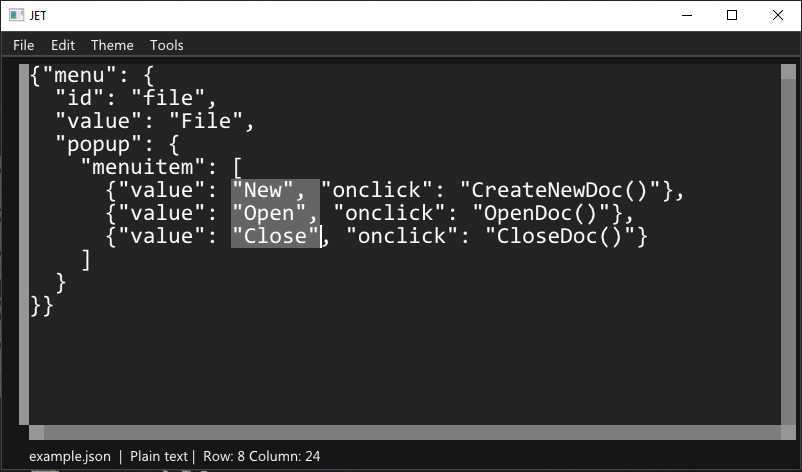 JET
File Edit Theme Tools
{"menu": {
  "id": "file",
  "value": "File",
  "popup": {
    "menuitem": [
      {"value": "New", "onclick": "CreateNewDoc()"},
      {"value": "Open", "onclick": "OpenDoc()"},
      {"value": "Close", "onclick": "CloseDoc()"}
    ]
  }
}}
example.json | Plain text | Row: 8 Column: 24